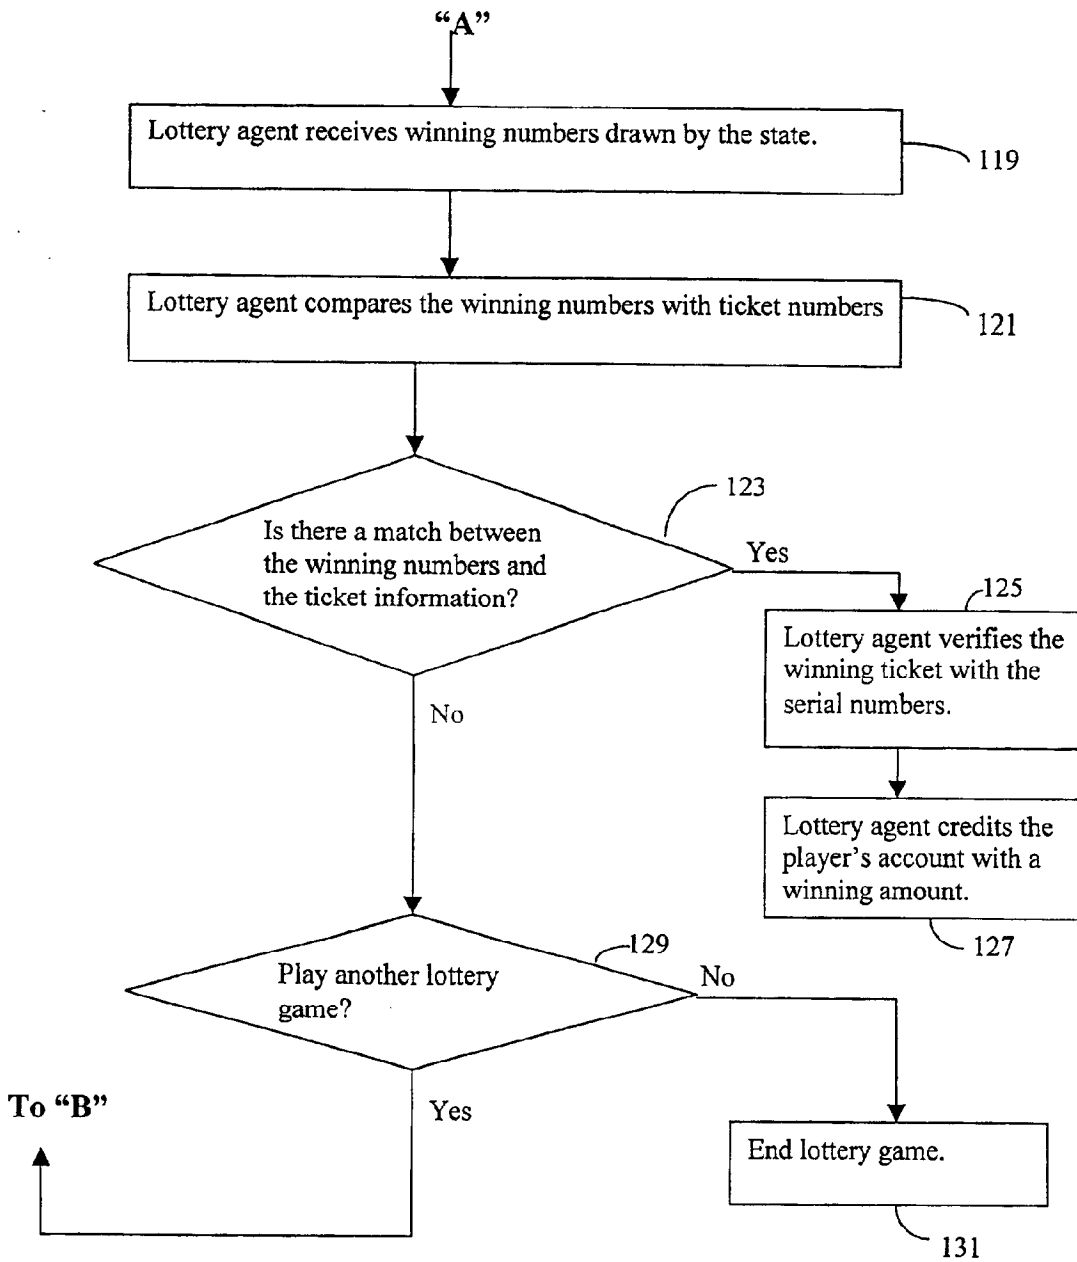 “A”
Lottery agent receives winning numbers drawn by the state.
119
Lottery agent compares the winning numbers with ticket numbers
121
123
Is there a match between
the winning numbers and
the ticket information?
Yes
125
Lottery agent verifies the
winning ticket with the
serial numbers.
No
Lottery agent credits the
player’s account with a
winning amount.
127
129
Play another lottery
game?
No
To “B”
Yes
End lottery game.
131